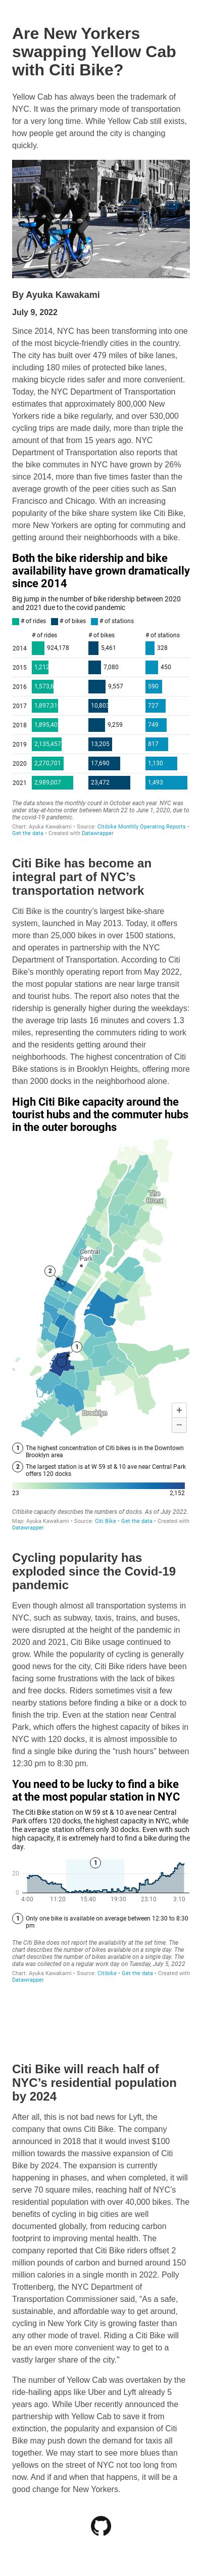 Are New Yorkers
swapping Yellow Cab
with Citi Bike?
Yellow Cab has always been the trademark of
NYC. It was the primary mode of transportation
for a very long time. While Yellow Cab still exists,
how people get around the city is changing
quickly.
By Ayuka Kawakami
July 9, 2022
Since 2014, NYC has been transforming into one
of the most bicycle-friendly cities in the country.
The city has built over 479 miles of bike lanes,
including 180 miles of protected bike lanes,
making bicycle rides safer and more convenient.
Today, the NYC Department of Transportation
estimates that approximately 800,000 New
Yorkers ride a bike regularly, and over 530,000
cycling trips are made daily, more than triple the
amount of that from 15 years ago. NYC
Department of Transportation also reports that
the bike commutes in NYC have grown by 26%
since 2014, more than five times faster than the
average growth of the peer cities such as San
Francisco and Chicago. With an increasing
popularity of the bike share system like Citi Bike,
more New Yorkers are opting for commuting and
getting around their neighborhoods with a bike.
Both the bike ridership and bike
availability have grown dramatically
since 2014
Big jump in the number of bike ridership between 2020
and 2021 due to the covid pandemic
# of rides # of bikes # of stations
# of rides # of bikes # of stations
2014 924,178 5,461 328
2015 1,212 7,080 450
2016 1,573,6 9,557 590
2017 1,897,31 10,80 727
2018 1,895,40 9,259 749
2019 2,135,457 13,205 817
2020 2,270,701 17,690 1,130
2021 2,989,007 23,472 1,493
The data shows the monthly count in October each year. NYC was
under stay-at-home order between March 22 to June 1, 2020, due to
the covid-19 pandemic.
Chart: Ayuka Kawakami • Source: Citibike Monthly Operating Reports •
Get the data • Created with Datawrapper
Citi Bike has become an
integral part of NYC's
transportation network
Citi Bike is the country's largest bike-share
system, launched in May 2013. Today, it offers
more than 25,000 bikes in over 1500 stations,
and operates in partnership with the NYC
Department of Transportation. According to Citi
Bike's monthly operation report from May 2022,
the most popular stations are near large transit
and tourist hubs. The report also notes that the
ridership is generally higher during the weekdays:
the average trip lasts 16 minutes and covers 1.3
miles, representing the commuters riding to work
and the residents cruising around their
neighborhoods. The highest concentration of Citi
Bike stations is in Brooklyn Heights, offering more
than 2000 docks in the neighborhood alone.
High Citi Bike capacity around the
tourist hubs and the commuter hubs
in the outer boroughs
The
Bronx
Central
Park
2
1
Brooklyn
+
−
1 The highest concentration of Citi bikes is in the Downtown
Brooklyn area
2 The largest station is at W 59 st & 10 ave near Central Park
offers 120 docks
23 2,152
Citibike capacity describes the numbers of docks. As of July 2022.
Map: Ayuka Kawakami • Source: Citi Bike • Get the data • Created with
Datawrapper
Cycling popularity has
exploded since the Covid-19
pandemic
Even though almost all transportation systems in
NYC, such as subway, taxis, trains, and buses,
were disrupted at the height of the pandemic in
2020 and 2021, Citi Bike usage continued to
grow. While the popularity of cycling is generally
good news for the city, Citi Bike riders have been
facing some frustrations with the lack of bikes
and free docks. Riders sometimes visit a few
nearby stations before finding a bike or a dock to
finish the trip. Even at the station near Central
Park, which offers the highest capacity of bikes in
NYC with 120 docks, it is almost impossible to
find a single bike during the “rush hours” between
12:30 pm to 8:30 pm.
You need to be lucky to find a bike
at the most popular station in NYC
The Citi Bike station on W 59 st & 10 ave near Central
Park offers 120 docks, the highest capacity in NYC, while
the average station offers only 30 docks. Even with such
high capacity, it is extremely hard to find a bike during the
day.
1
20
0
4:00 11:20 15:40 19:30 23:10 3:10
1 Only one bike is available on average between 12:30 to 8:30
pm
The Citi Bike does not report the availability at the set time. The
chart describes the number of bikes available on a single day. The
chart describes the number of bikes available on a single day. The
data was collected on a regular work day on Tuesday, July 5, 2022
Chart: Ayuka Kawakami • Source: Citibike • Get the data • Created with
Datawrapper
Citi Bike will reach half of
NYC's residential population
by 2024
After all, this is not bad news for Lyft, the
company that owns Citi Bike. The company
announced in 2018 that it would invest $100
million towards the massive expansion of Citi
Bike by 2024. The expansion is currently
happening in phases, and when completed, it will
serve 70 square miles, reaching half of NYC's
residential population with over 40,000 bikes. The
benefits of cycling in big cities are well
documented globally, from reducing carbon
footprint to improving mental health. The
company reported that Citi Bike riders offset 2
million pounds of carbon and burned around 150
million calories in a single month in 2022. Polly
Trottenberg, the NYC Department of
Transportation Commissioner said, “As a safe,
sustainable, and affordable way to get around,
cycling in New York City is growing faster than
any other mode of travel. Riding a Citi Bike will
be an even more convenient way to get to a
vastly larger share of the city.”
The number of Yellow Cab was overtaken by the
ride-hailing apps like Uber and Lyft already 5
years ago. While Uber recently announced the
partnership with Yellow Cab to save it from
extinction, the popularity and expansion of Citi
Bike may push down the demand for taxis all
together. We may start to see more blues than
yellows on the street of NYC not too long from
now. And if and when that happens, it will be a
good change for New Yorkers.